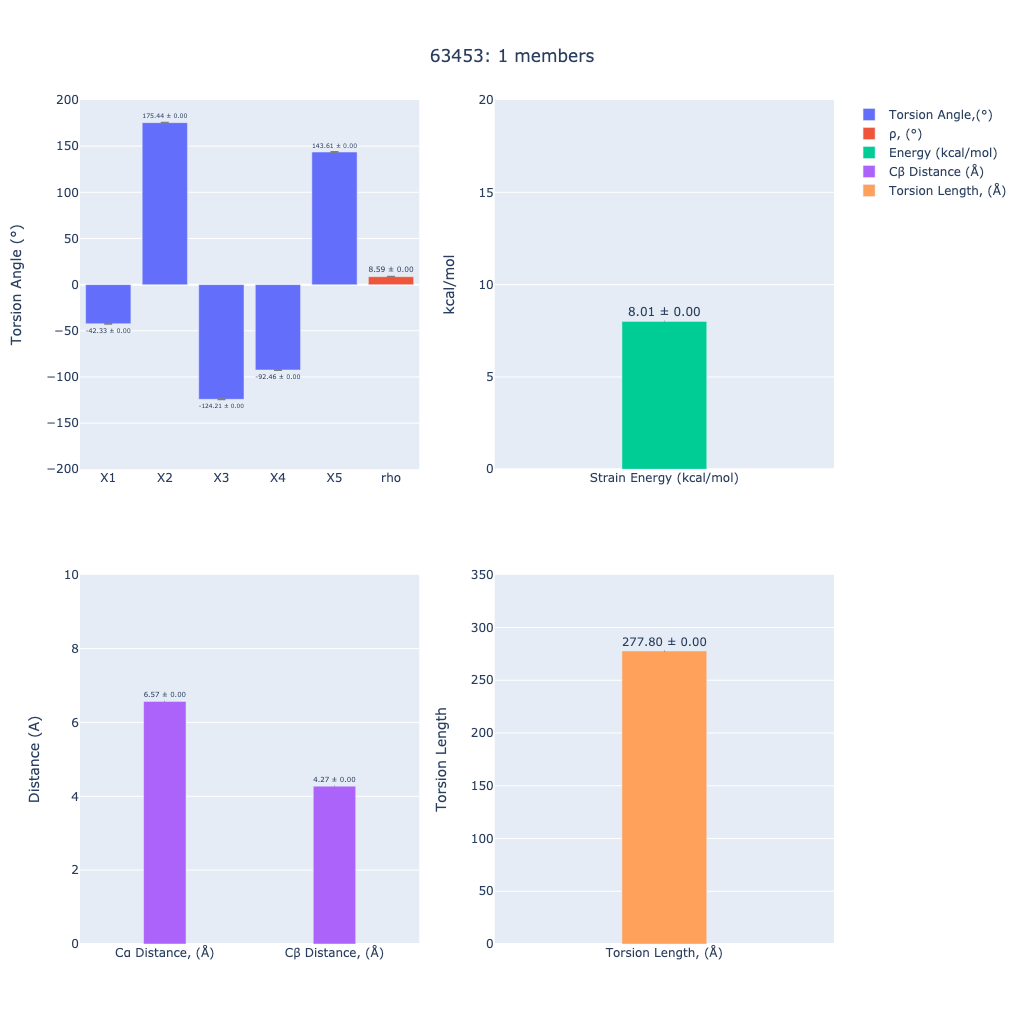 63453: 1 members
Torsion Angle (°)
200
150
100
50
0
−50
−100
−150
−200
175.44 ± 0.00
143.61 ± 0.00
8.59 ± 0.00
-42.33 ± 0.00
-92.46 ± 0.00
-124.21 ± 0.00
X1 X2 X3 X4 X5 rho
kcal/mol
20
15
10
5
0
8.01 ± 0.00
Strain Energy (kcal/mol)
Torsion Angle,(°)
ρ, (°)
Energy (kcal/mol)
Cβ Distance (Å)
Torsion Length, (Å)
Distance (A)
10
8
6
4
2
0
6.57 ± 0.00
4.27 ± 0.00
Cα Distance, (Å) Cβ Distance, (Å)
Torsion Length
350
300
250
200
150
100
50
0
277.80 ± 0.00
Torsion Length, (Å)